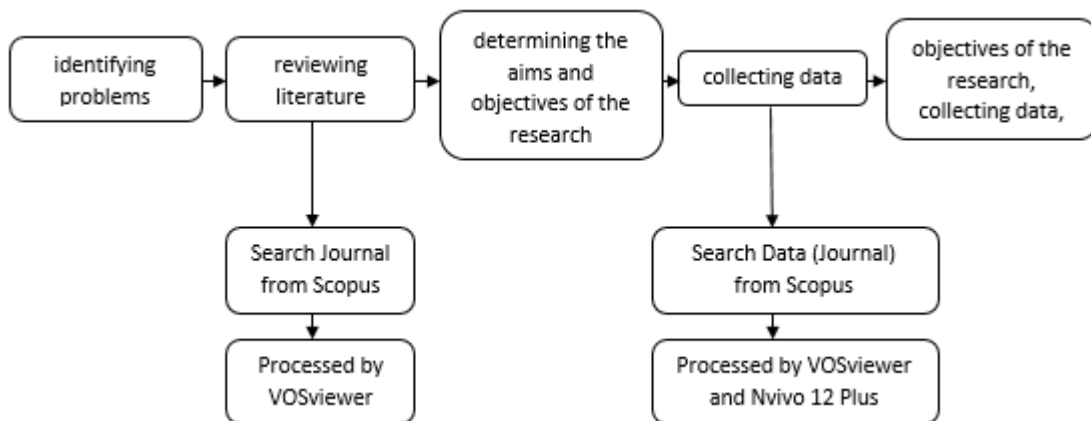 identifying
problems
reviewing
literature
determining the
aims and
objectives of the
research
collecting data
objectives of the
research,
collecting data,
Search Journal
from Scopus
Search Data (Journal)
from Scopus
Processed by
VOSviewer
Processed by VOSviewer
and Nvivo 12 Plus